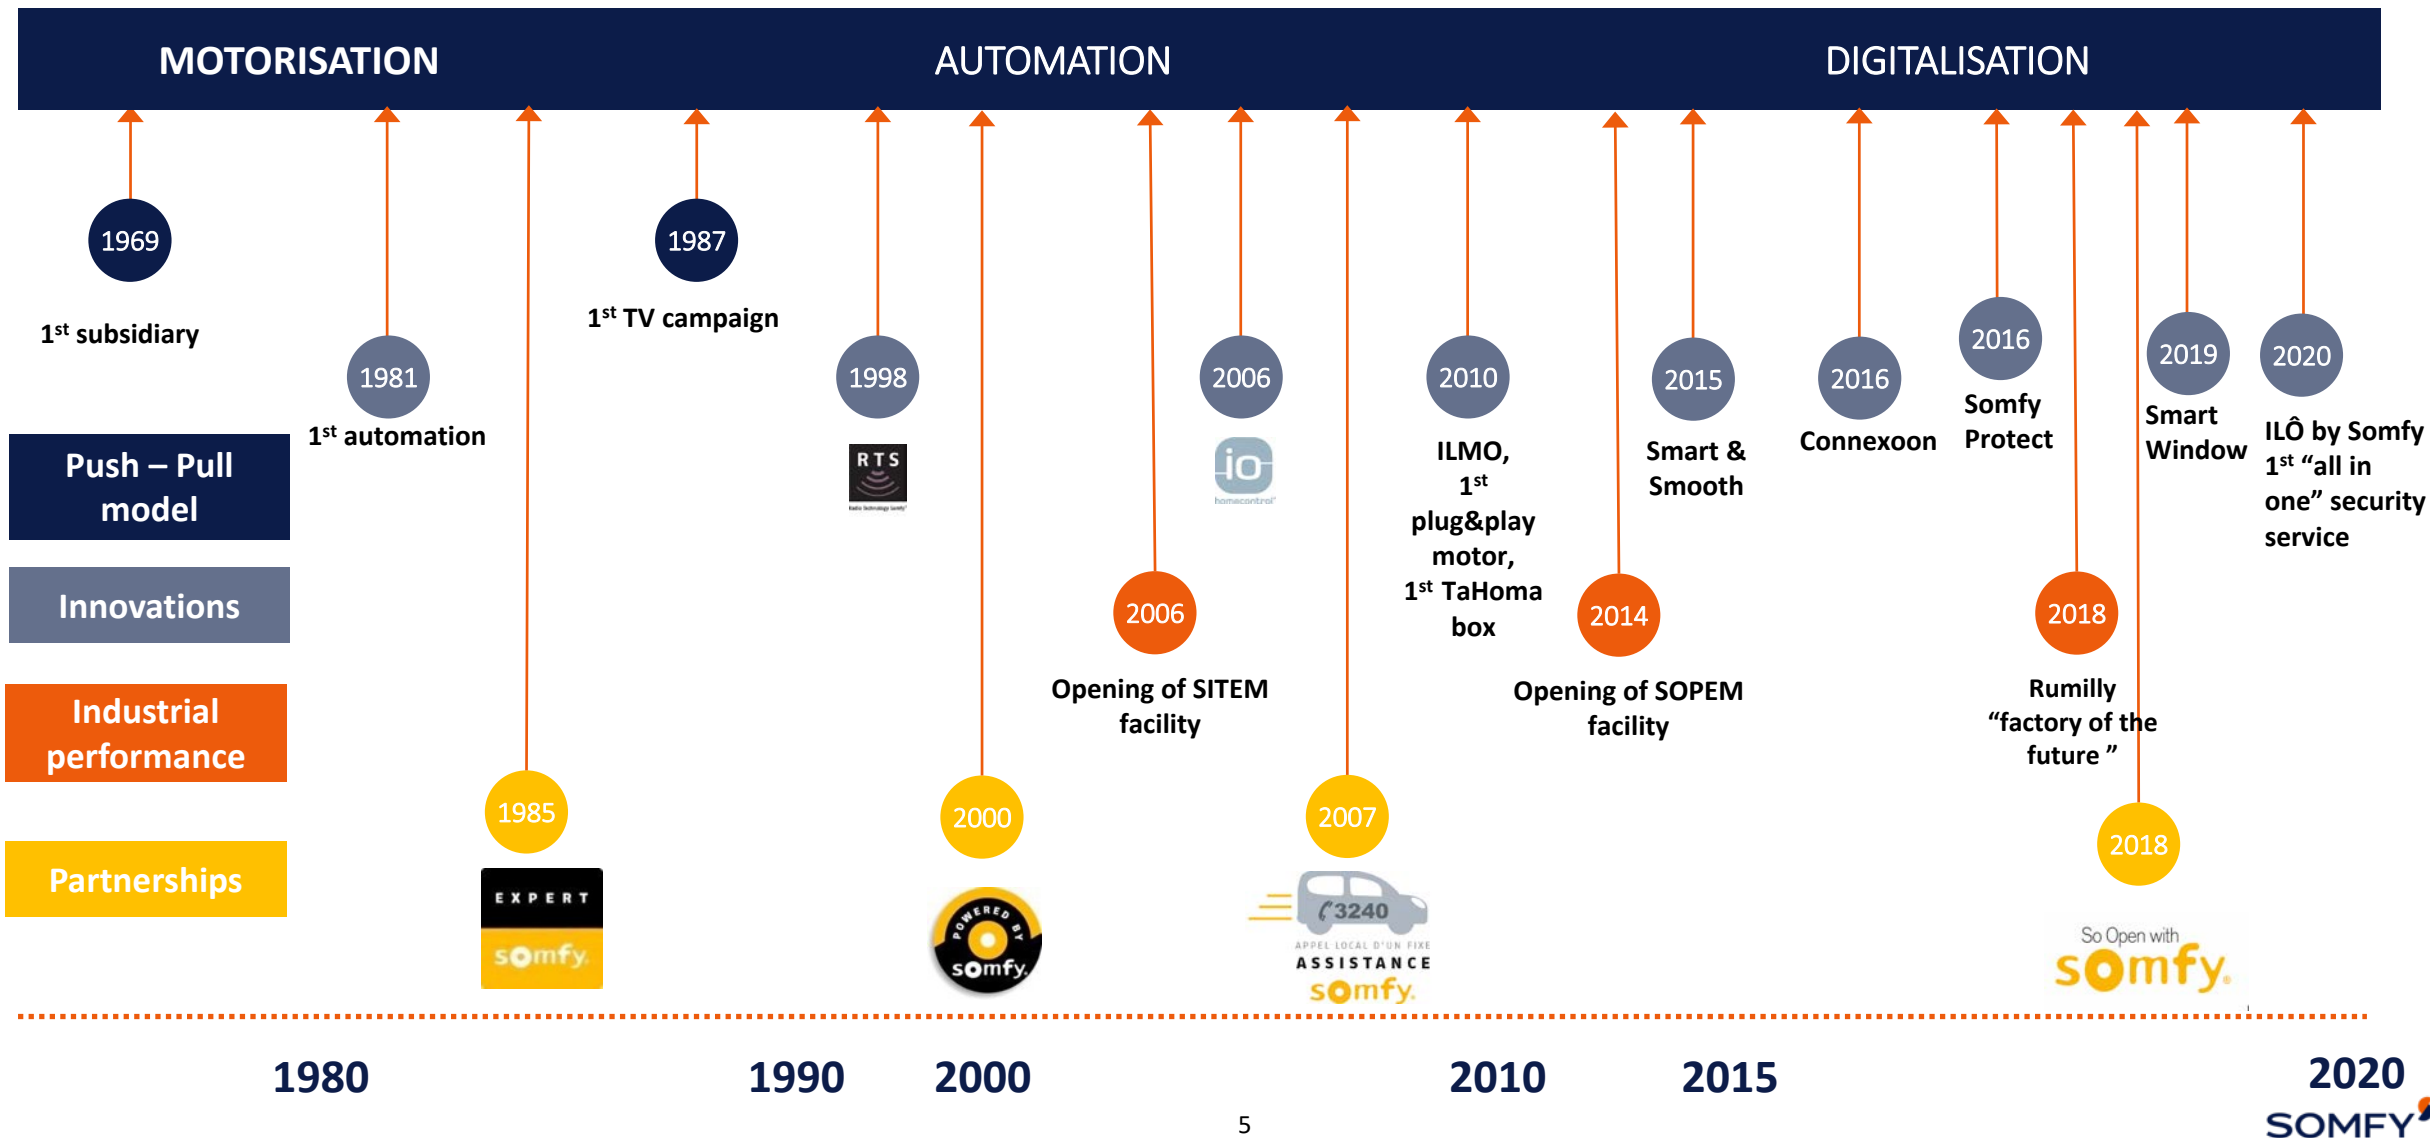 MOTORISATION
AUTOMATION
DIGITALISATION
1969
1987
1st subsidiary
1st TV campaign
1981
1998
2006
2010
2015
2016
2016
2019
2020
1st automation
RTS
Radio Technology Somfy®
io
homecontrol®
ILMO,
1st
plug&play
motor,
1st TaHoma
box
Smart &
Smooth
Connexoon
Somfy
Protect
Smart
Window
ILÔ by Somfy
1st “all in
one” security
service
Push – Pull
model
Innovations
Industrial
performance
Partnerships
2006
Opening of SITEM
facility
2014
Opening of SOPEM
facility
2018
Rumilly
“factory of the
future ”
1985
EXPERT
somfy.
2000
POWERED BY
somfy.
2007
3240
APPEL LOCAL D'UN FIXE
ASSISTANCE
somfy.
2018
So Open with
somfy.
1980
1990
2000
2010
2015
2020
5
SOMFY